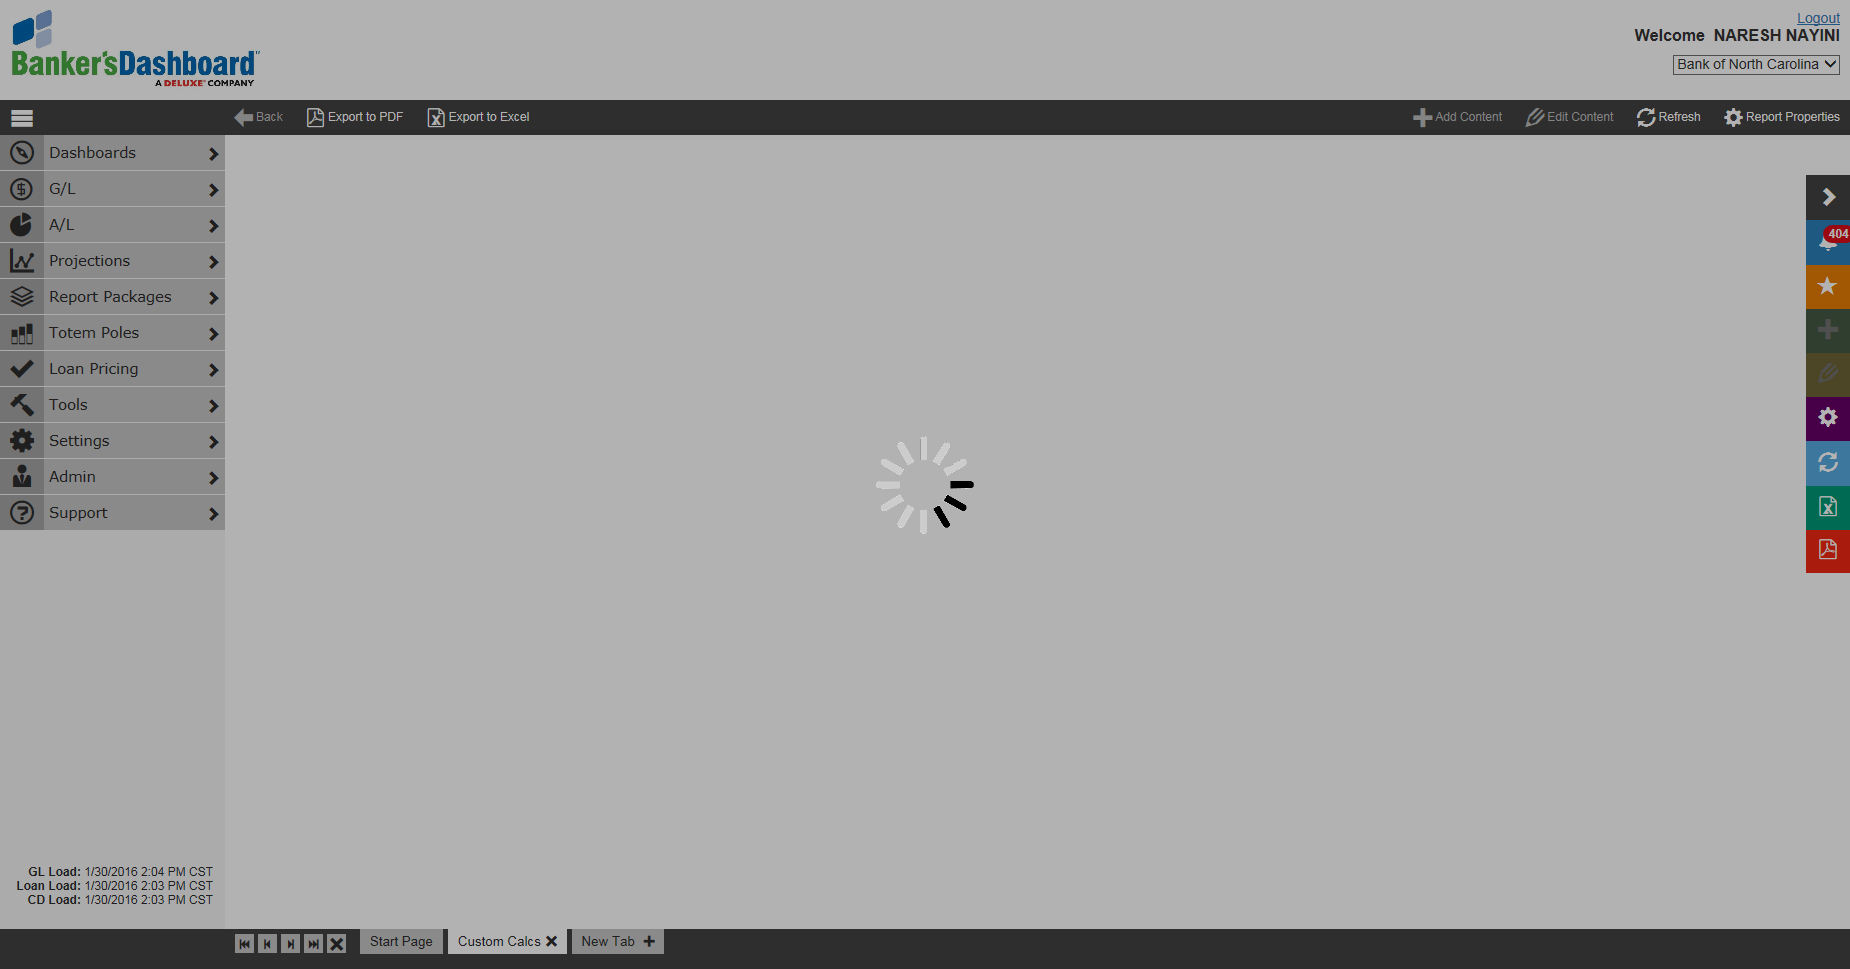 Banker'sDashboard
A DELUXE COMPANY
Logout
Welcome NARESH NAYINI
Bank of North Carolina
Back
Export to PDF
Export to Excel
Add Content
Edit Content
Refresh
Report Properties
Dashboards
G/L
A/L
Projections
Report Packages
Totem Poles
Loan Pricing
Tools
Settings
Admin
Support
404
GL Load: 1/30/2016 2:04 PM CST
Loan Load: 1/30/2016 2:03 PM CST
CD Load: 1/30/2016 2:03 PM CST
Start Page
Custom Calcs
New Tab